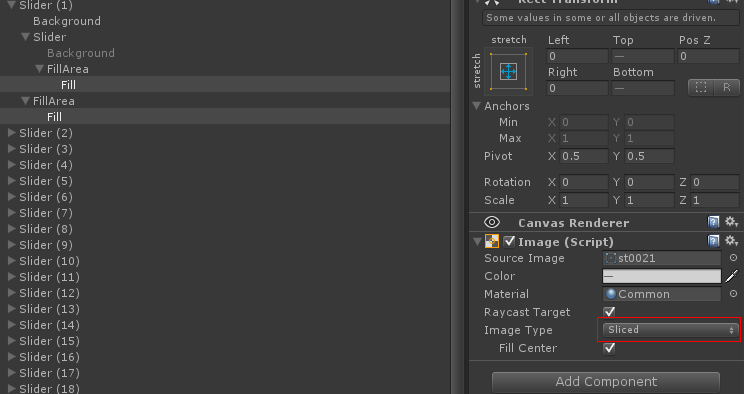 Slider (1)
Background
Slider
Background
FillArea
Fill
FillArea
Fill
Slider (2)
Slider (3)
Slider (4)
Slider (5)
Slider (6)
Slider (7)
Slider (8)
Slider (9)
Slider (10)
Slider (11)
Slider (12)
Slider (13)
Slider (14)
Slider (15)
Slider (16)
Slider (17)
Slider (18)
Rect Transform
Some values in some or all objects are driven.
stretch Left Top Pos Z
stretch 0 — 0
Right Bottom
0 — R
Anchors
Min X 0 Y 0
Max X 1 Y 1
Pivot X 0.5 Y 0.5
Rotation X 0 Y 0 Z 0
Scale X 1 Y 1 Z 1
Canvas Renderer
Image (Script)
Source Image st0021
Color —
Material Common
Raycast Target
Image Type Sliced
Fill Center
Add Component